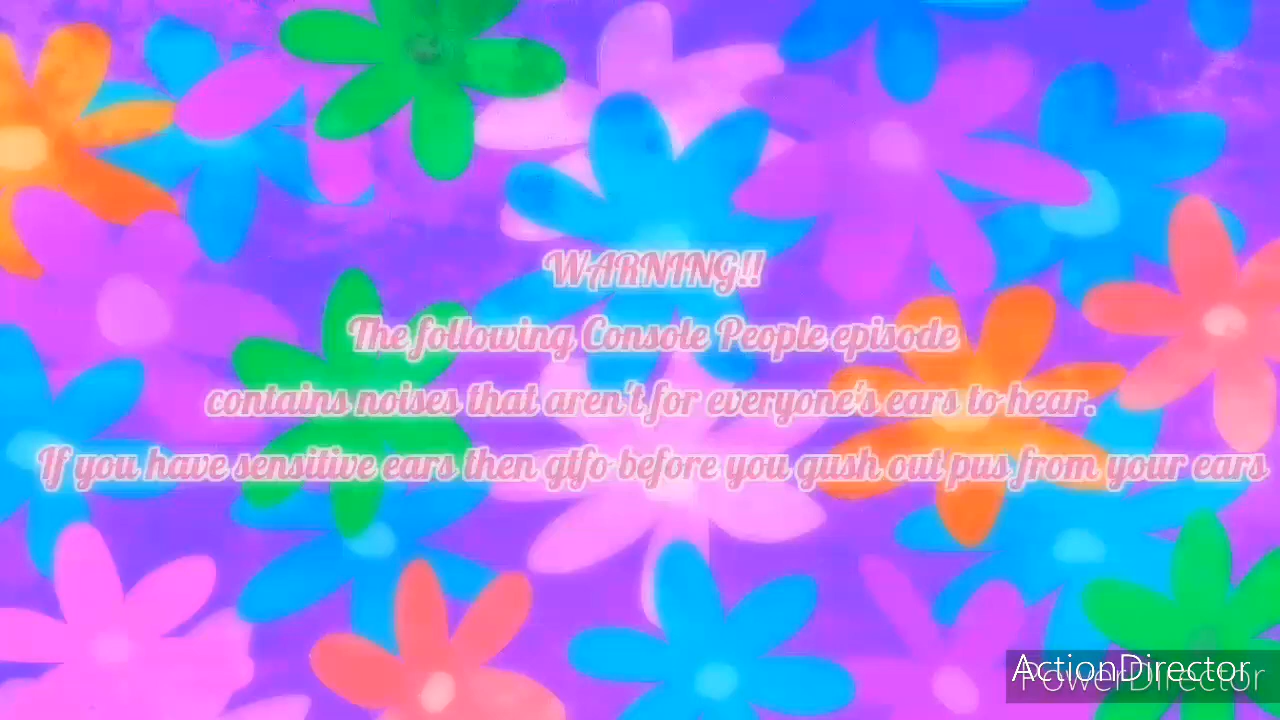 WARNING!!
The following Console People episode
contains noises that aren't for everyone's ears to hear.
If you have sensitive ears then gtfo before you gush out pus from your ears
ActionDirector
PowerDirector